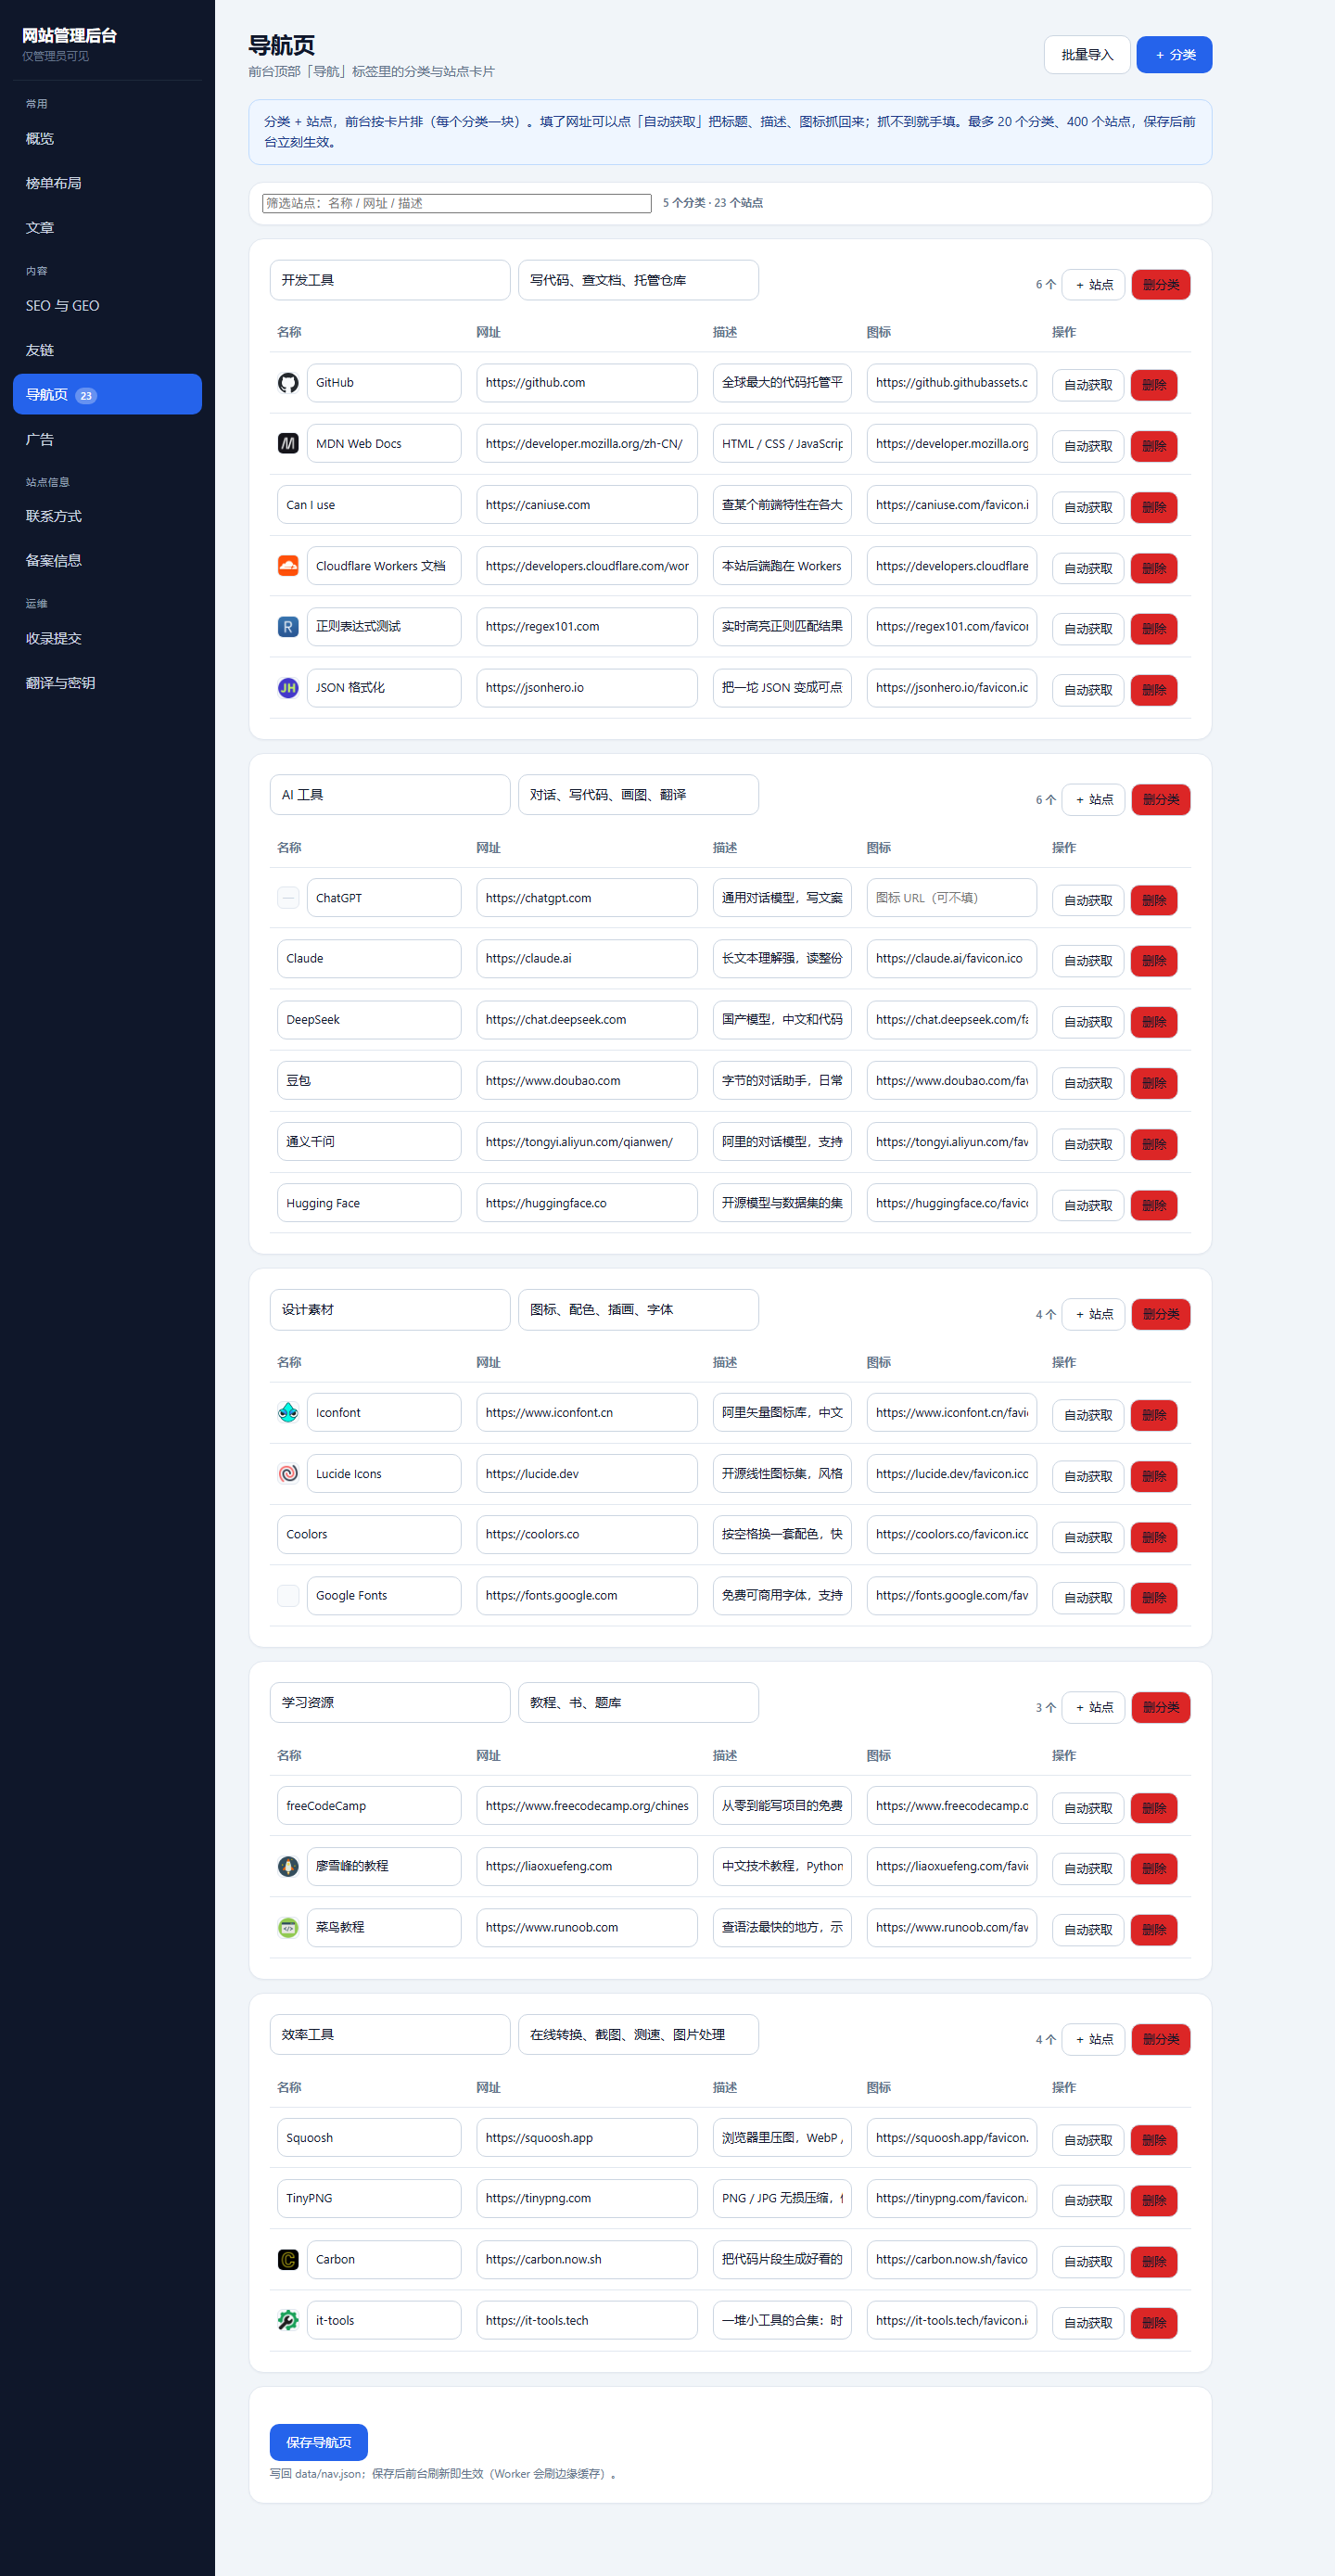 网站管理后台
仅管理员可见
常用
概览
榜单布局
文章
内容
SEO 与 GEO
友链
导航页 23
广告
站点信息
联系方式
备案信息
运维
收录提交
翻译与密钥
导航页
前台顶部「导航」标签里的分类与站点卡片
批量导入
+ 分类
分类 + 站点，前台按卡片排（每个分类一块）。填了网址可以点「自动获取」把标题、描述、图标抓回来；抓不到就手填。最多 20 个分类、400 个站点，保存后前
台立刻生效。
筛选站点：名称 / 网址 / 描述
5 个分类 · 23 个站点
开发工具 写代码、查文档、托管仓库 6 个 + 站点 删分类
名称 网址 描述 图标 操作
GitHub https://github.com 全球最大的代码托管平 https://github.githubassets.c 自动获取 删除
MDN Web Docs https://developer.mozilla.org/zh-CN/ HTML / CSS / JavaScrip https://developer.mozilla.org 自动获取 删除
Can I use https://caniuse.com 查某个前端特性在各大 https://caniuse.com/favicon.i 自动获取 删除
Cloudflare Workers 文档 https://developers.cloudflare.com/wor 本站后端跑在 Workers https://developers.cloudflare 自动获取 删除
正则表达式测试 https://regex101.com 实时高亮正则匹配结果 https://regex101.com/favicon 自动获取 删除
JSON 格式化 https://jsonhero.io 把一坨 JSON 变成可点 https://jsonhero.io/favicon.ic 自动获取 删除
AI 工具 对话、写代码、画图、翻译 6 个 + 站点 删分类
名称 网址 描述 图标 操作
ChatGPT https://chatgpt.com 通用对话模型，写文案 图标 URL（可不填） 自动获取 删除
Claude https://claude.ai 长文本理解强，读整份 https://claude.ai/favicon.ico 自动获取 删除
DeepSeek https://chat.deepseek.com 国产模型，中文和代码 https://chat.deepseek.com/fa 自动获取 删除
豆包 https://www.doubao.com 字节的对话助手，日常 https://www.doubao.com/fav 自动获取 删除
通义千问 https://tongyi.aliyun.com/qianwen/ 阿里的对话模型，支持 https://tongyi.aliyun.com/fav 自动获取 删除
Hugging Face https://huggingface.co 开源模型与数据集的集 https://huggingface.co/favic 自动获取 删除
设计素材 图标、配色、插画、字体 4 个 + 站点 删分类
名称 网址 描述 图标 操作
Iconfont https://www.iconfont.cn 阿里矢量图标库，中文 https://www.iconfont.cn/favi 自动获取 删除
Lucide Icons https://lucide.dev 开源线性图标集，风格 https://lucide.dev/favicon.ico 自动获取 删除
Coolors https://coolors.co 按空格换一套配色，快 https://coolors.co/favicon.ico 自动获取 删除
Google Fonts https://fonts.google.com 免费可商用字体，支持 https://fonts.google.com/fav 自动获取 删除
学习资源 教程、书、题库 3 个 + 站点 删分类
名称 网址 描述 图标 操作
freeCodeCamp https://www.freecodecamp.org/chines 从零到能写项目的免费 https://www.freecodecamp.o 自动获取 删除
廖雪峰的教程 https://liaoxuefeng.com 中文技术教程，Python https://liaoxuefeng.com/favic 自动获取 删除
菜鸟教程 https://www.runoob.com 查语法最快的地方，示 https://www.runoob.com/fav 自动获取 删除
效率工具 在线转换、截图、测速、图片处理 4 个 + 站点 删分类
名称 网址 描述 图标 操作
Squoosh https://squoosh.app 浏览器里压图，WebP / https://squoosh.app/favicon. 自动获取 删除
TinyPNG https://tinypng.com PNG / JPG 无损压缩， https://tinypng.com/favicon. 自动获取 删除
Carbon https://carbon.now.sh 把代码片段生成好看的 https://carbon.now.sh/favico 自动获取 删除
it-tools https://it-tools.tech 一堆小工具的合集：时 https://it-tools.tech/favicon.i 自动获取 删除
保存导航页
写回 data/nav.json；保存后前台刷新即生效（Worker 会刷边缘缓存）。